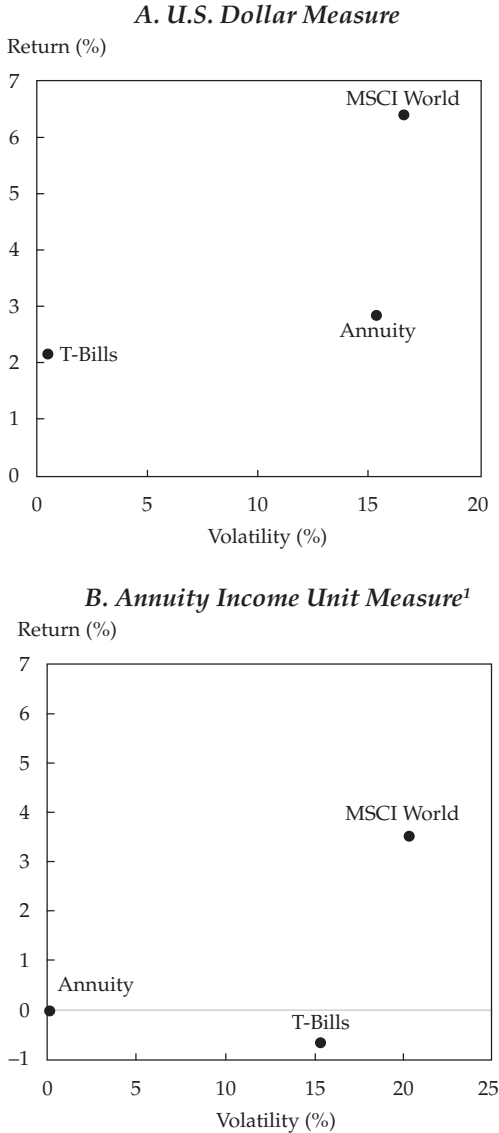 A. U.S. Dollar Measure
Return (%)
7
MSCI World
6
5
4
3
Annuity
T-Bills
2
1
0
0 5 10 15 20
Volatility (%)
B. Annuity Income Unit Measure¹
Return (%)
7
6
5
4
MSCI World
3
2
1
Annuity
0
T-Bills
–1
0 5 10 15 20 25
Volatility (%)